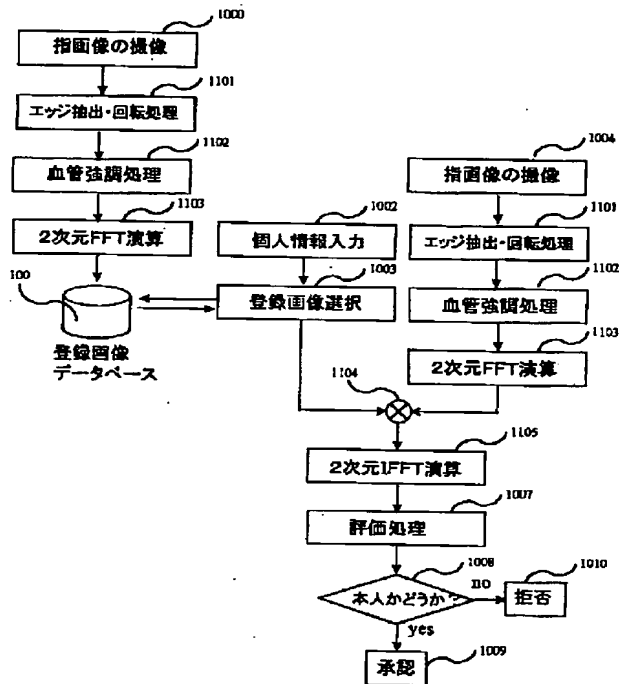 1000
指画像の撮像
1101
エッジ抽出・回転処理
1102
血管強調処理
1103
2次元FFT演算
100
登録画像
データベース
1002
個人情報入力
1003
登録画像選択
1004
指画像の撮像
1101
エッジ抽出・回転処理
1102
血管強調処理
1103
2次元FFT演算
1104
1105
2次元IFFT演算
1007
評価処理
1008
本人かどうか?
no
1010
拒否
yes
承認
1009